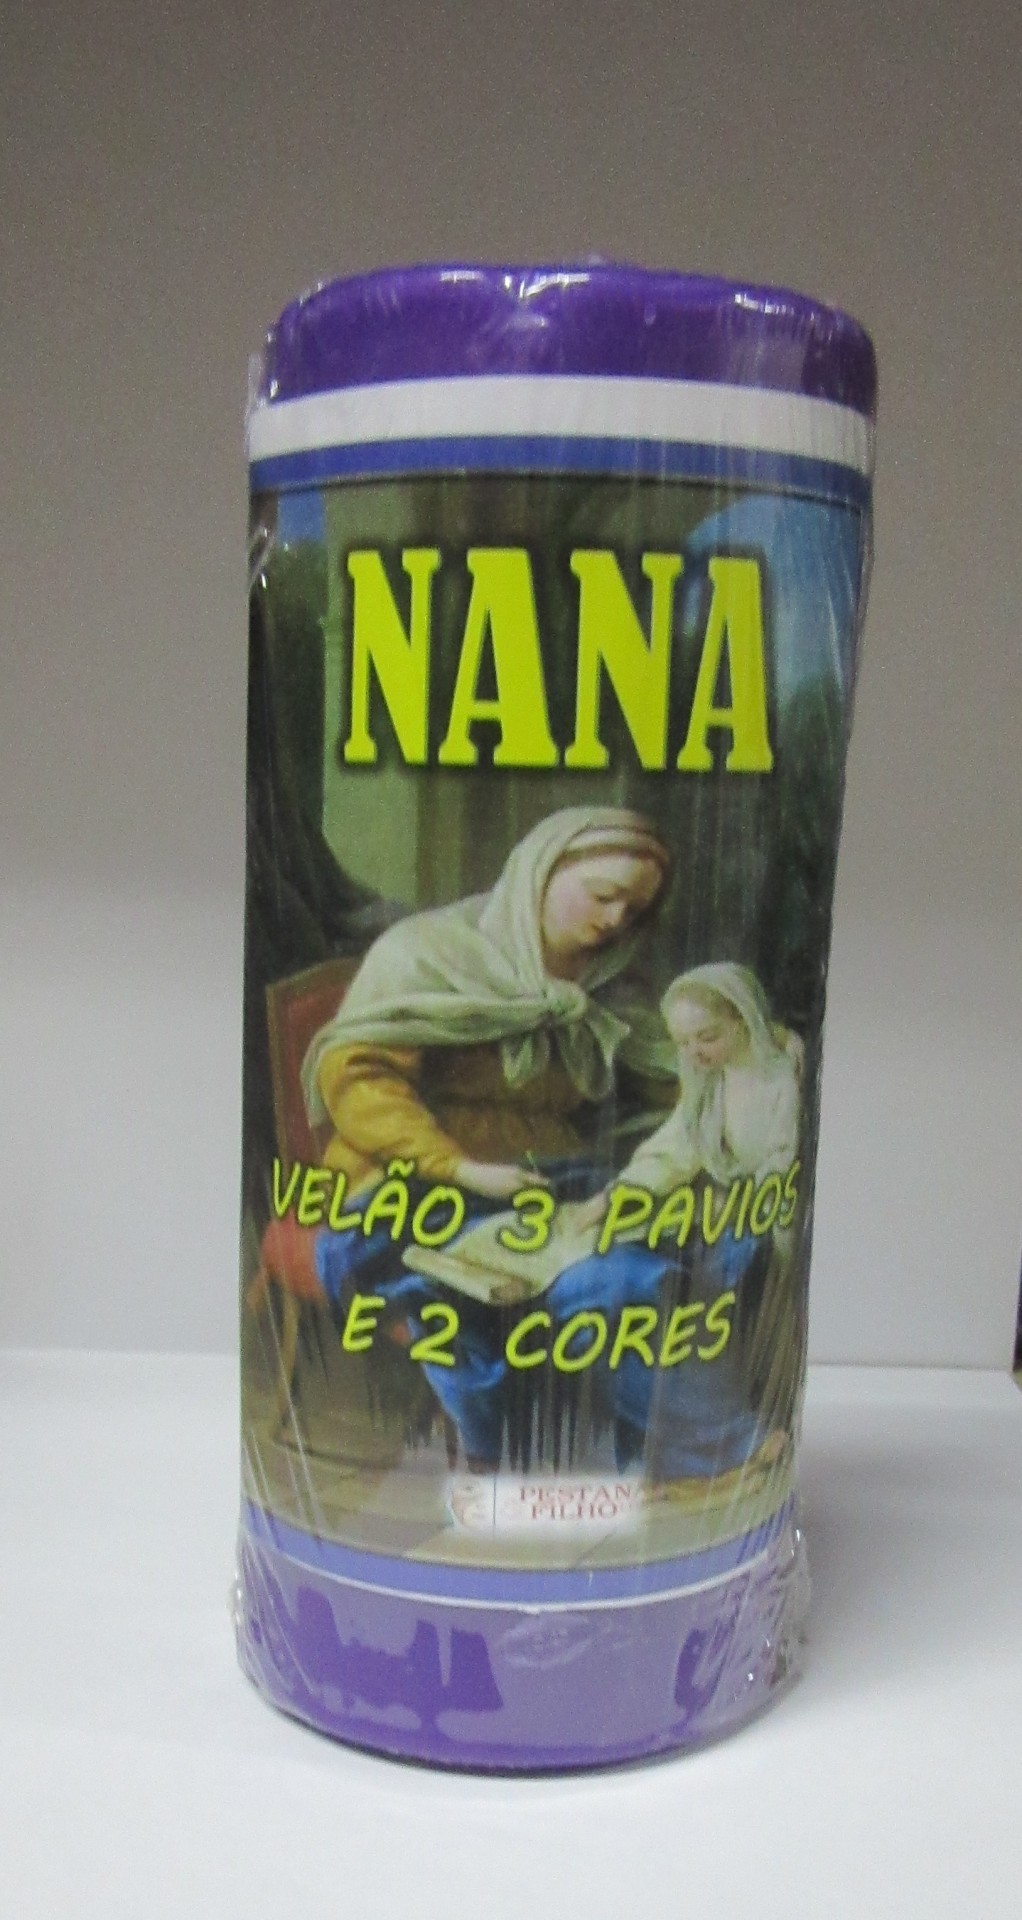 NANA
VELÃO 3 PAVIOS
E 2 CORES
PESTANA
FILHO